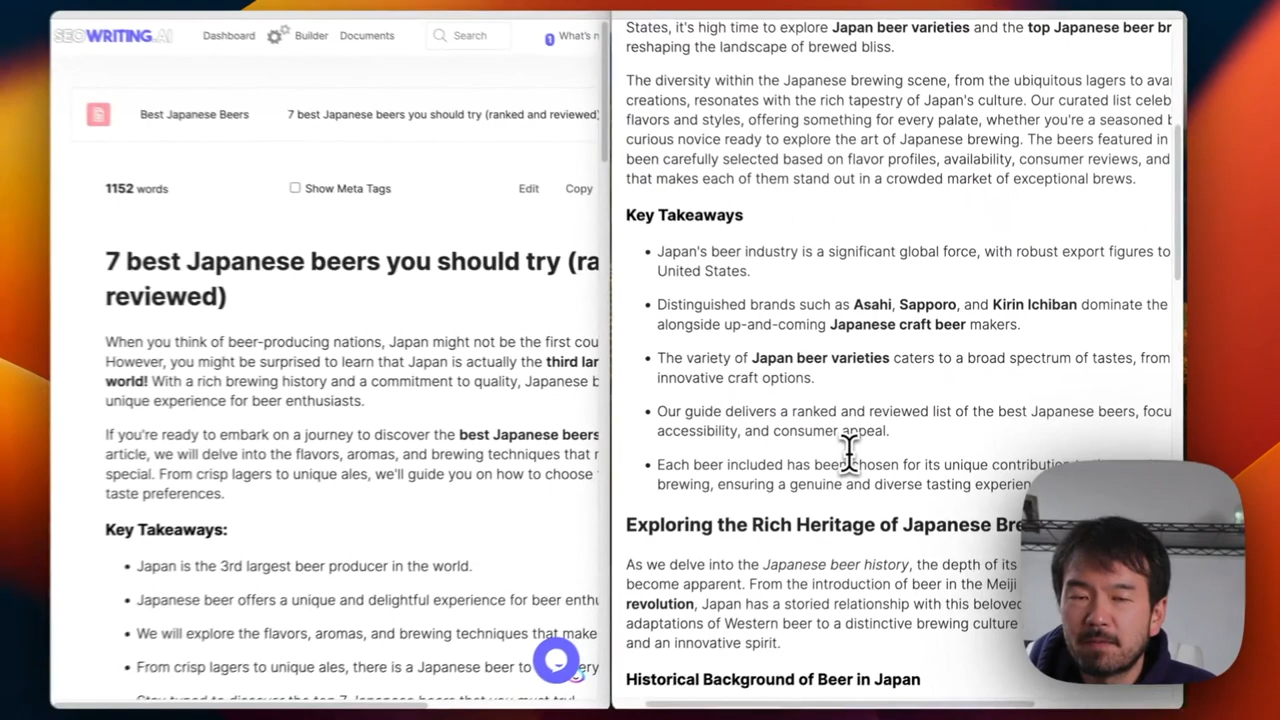 SEOWRITING.AI
Dashboard
Builder
Documents
Search
1
What's n
Best Japanese Beers
7 best Japanese beers you should try (ranked and reviewed)
1152 words
Show Meta Tags
Edit
Copy
7 best Japanese beers you should try (ra
reviewed)
When you think of beer-producing nations, Japan might not be the first cou
However, you might be surprised to learn that Japan is actually the third lar
world! With a rich brewing history and a commitment to quality, Japanese b
unique experience for beer enthusiasts.
If you're ready to embark on a journey to discover the best Japanese beers
article, we will delve into the flavors, aromas, and brewing techniques that
special. From crisp lagers to unique ales, we'll guide you on how to choose
taste preferences.
Key Takeaways:
• Japan is the 3rd largest beer producer in the world.
• Japanese beer offers a unique and delightful experience for beer enthu
• We will explore the flavors, aromas, and brewing techniques that make
• From crisp lagers to unique ales, there is a Japanese beer to ery
States, it's high time to explore Japan beer varieties and the top Japanese beer br
reshaping the landscape of brewed bliss.
The diversity within the Japanese brewing scene, from the ubiquitous lagers to avar
creations, resonates with the rich tapestry of Japan's culture. Our curated list celeb
flavors and styles, offering something for every palate, whether you're a seasoned b
curious novice ready to explore the art of Japanese brewing. The beers featured in
been carefully selected based on flavor profiles, availability, consumer reviews, and
that makes each of them stand out in a crowded market of exceptional brews.
Key Takeaways
• Japan's beer industry is a significant global force, with robust export figures to
United States.
• Distinguished brands such as Asahi, Sapporo, and Kirin Ichiban dominate the
alongside up-and-coming Japanese craft beer makers.
• The variety of Japan beer varieties caters to a broad spectrum of tastes, from
innovative craft options.
• Our guide delivers a ranked and reviewed list of the best Japanese beers, focu
accessibility, and consumer appeal.
• Each beer included has been chosen for its unique contributio
brewing, ensuring a genuine and diverse tasting experien
Exploring the Rich Heritage of Japanese Bre
As we delve into the Japanese beer history, the depth of its
become apparent. From the introduction of beer in the Meiji
revolution, Japan has a storied relationship with this beloved
adaptations of Western beer to a distinctive brewing culture
and an innovative spirit.
Historical Background of Beer in Japan